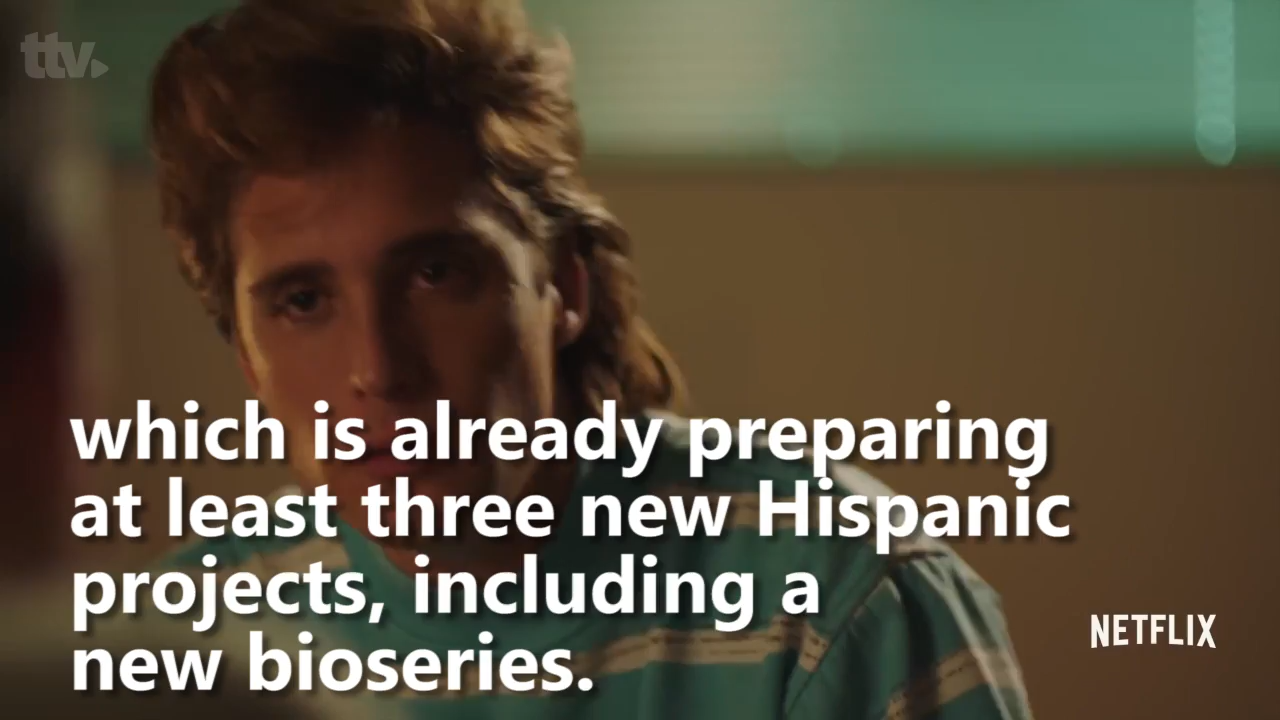 ttv
which is already preparing
at least three new Hispanic
projects, including a
new bioseries.
NETFLIX